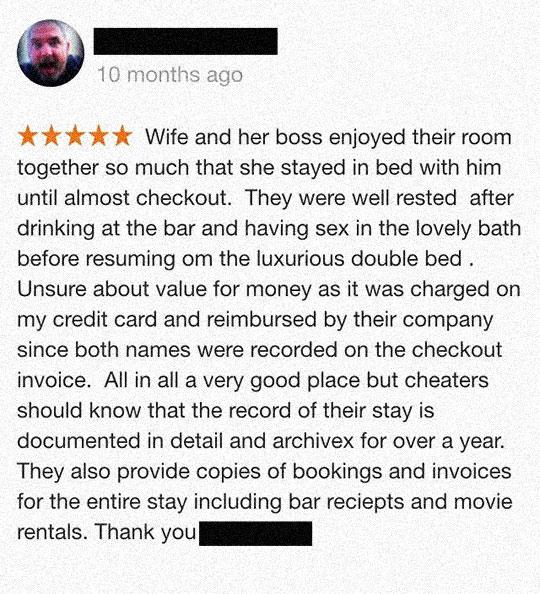 10 months ago
Wife and her boss enjoyed their room
together so much that she stayed in bed with him
until almost checkout. They were well rested after
drinking at the bar and having sex in the lovely bath
before resuming om the luxurious double bed .
Unsure about value for money as it was charged on
my credit card and reimbursed by their company
since both names were recorded on the checkout
invoice. All in all a very good place but cheaters
should know that the record of their stay is
documented in detail and archivex for over a year.
They also provide copies of bookings and invoices
for the entire stay including bar reciepts and movie
rentals. Thank you